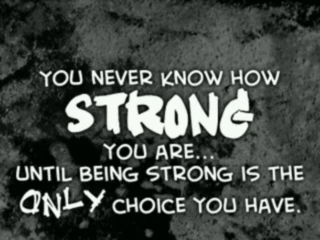 YOU NEVER KNOW HOW
STRONG
YOU ARE...
UNTIL BEING STRONG IS THE
ONLY CHOICE YOU HAVE.